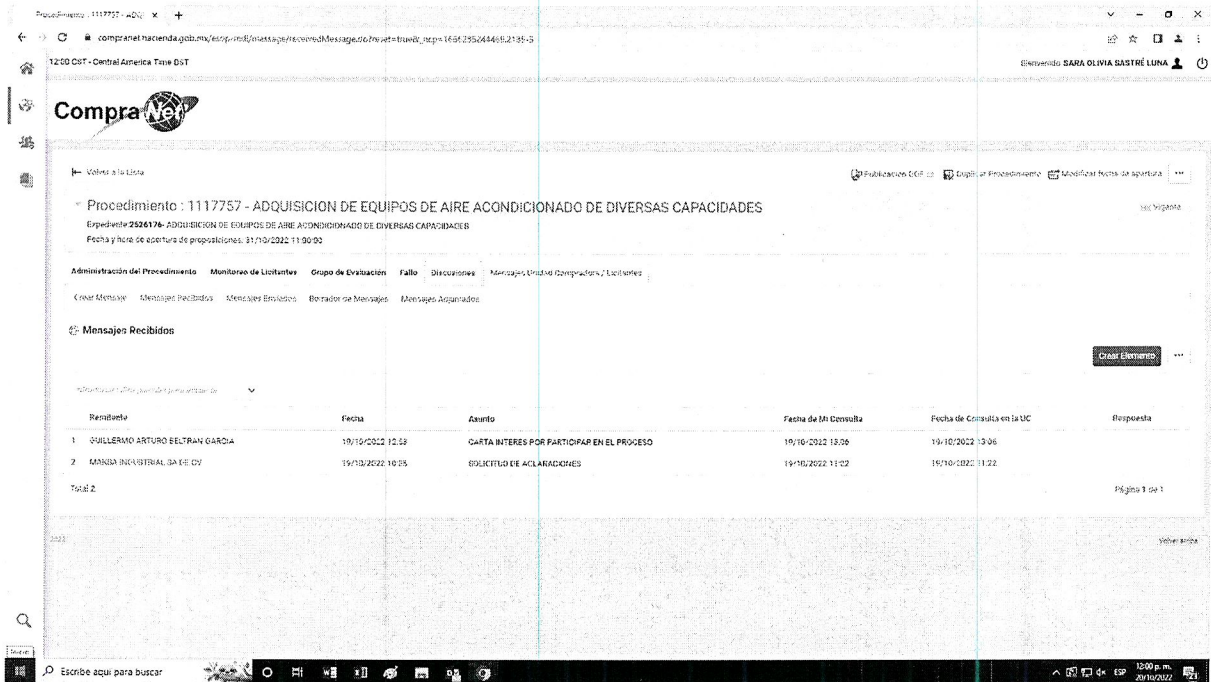 Procedimiento : 1117757 - ADQ
compranet.hacienda.gob.mx/esop/
12:00 CST - Central America Time DST
Bienvenido SARA OLIVIA SASTRÉ LUNA
CompraNet
Volver a la Lista
Duplicar Procedimiento Modificar fecha de apertura
Procedimiento : 1117757 - ADQUISICION DE EQUIPOS DE AIRE ACONDICIONADO DE DIVERSAS CAPACIDADES
Vigente
Expediente:2526176- ADQUISICION DE EQUIPOS DE AIRE ACONDICIONADO DE DIVERSAS CAPACIDADES
Fecha y hora de apertura de proposiciones: 31/10/2022 11:00:00
Administración del Procedimiento Monitoreo de Licitantes Grupo de Evaluación Fallo Discusiones Mensajes Unidad Compradora / Licitantes
Crear Mensaje Mensajes Recibidos Mensajes Enviados Borrador de Mensajes Mensajes Adjuntados
Mensajes Recibidos
Crear Elemento
Remitente Fecha Asunto Fecha de Mi Consulta Fecha de Consulta en la UC Respuesta
1 GUILLERMO ARTURO BELTRAN GARCIA 19/10/2022 CARTA INTERES POR PARTICIPAR EN EL PROCESO 19/10/2022 13:06 19/10/2022 13:06
2 INDUSTRIAL SA DE CV 19/10/2022 SOLICITUD DE ACLARACIONES 19/10/2022 11:22 19/10/2022 11:22
Total 2
Página 1 de 1
2022
Volver arriba
Inicio
Escribe aquí para buscar
ESP
12:00 p. m.
20/10/2022